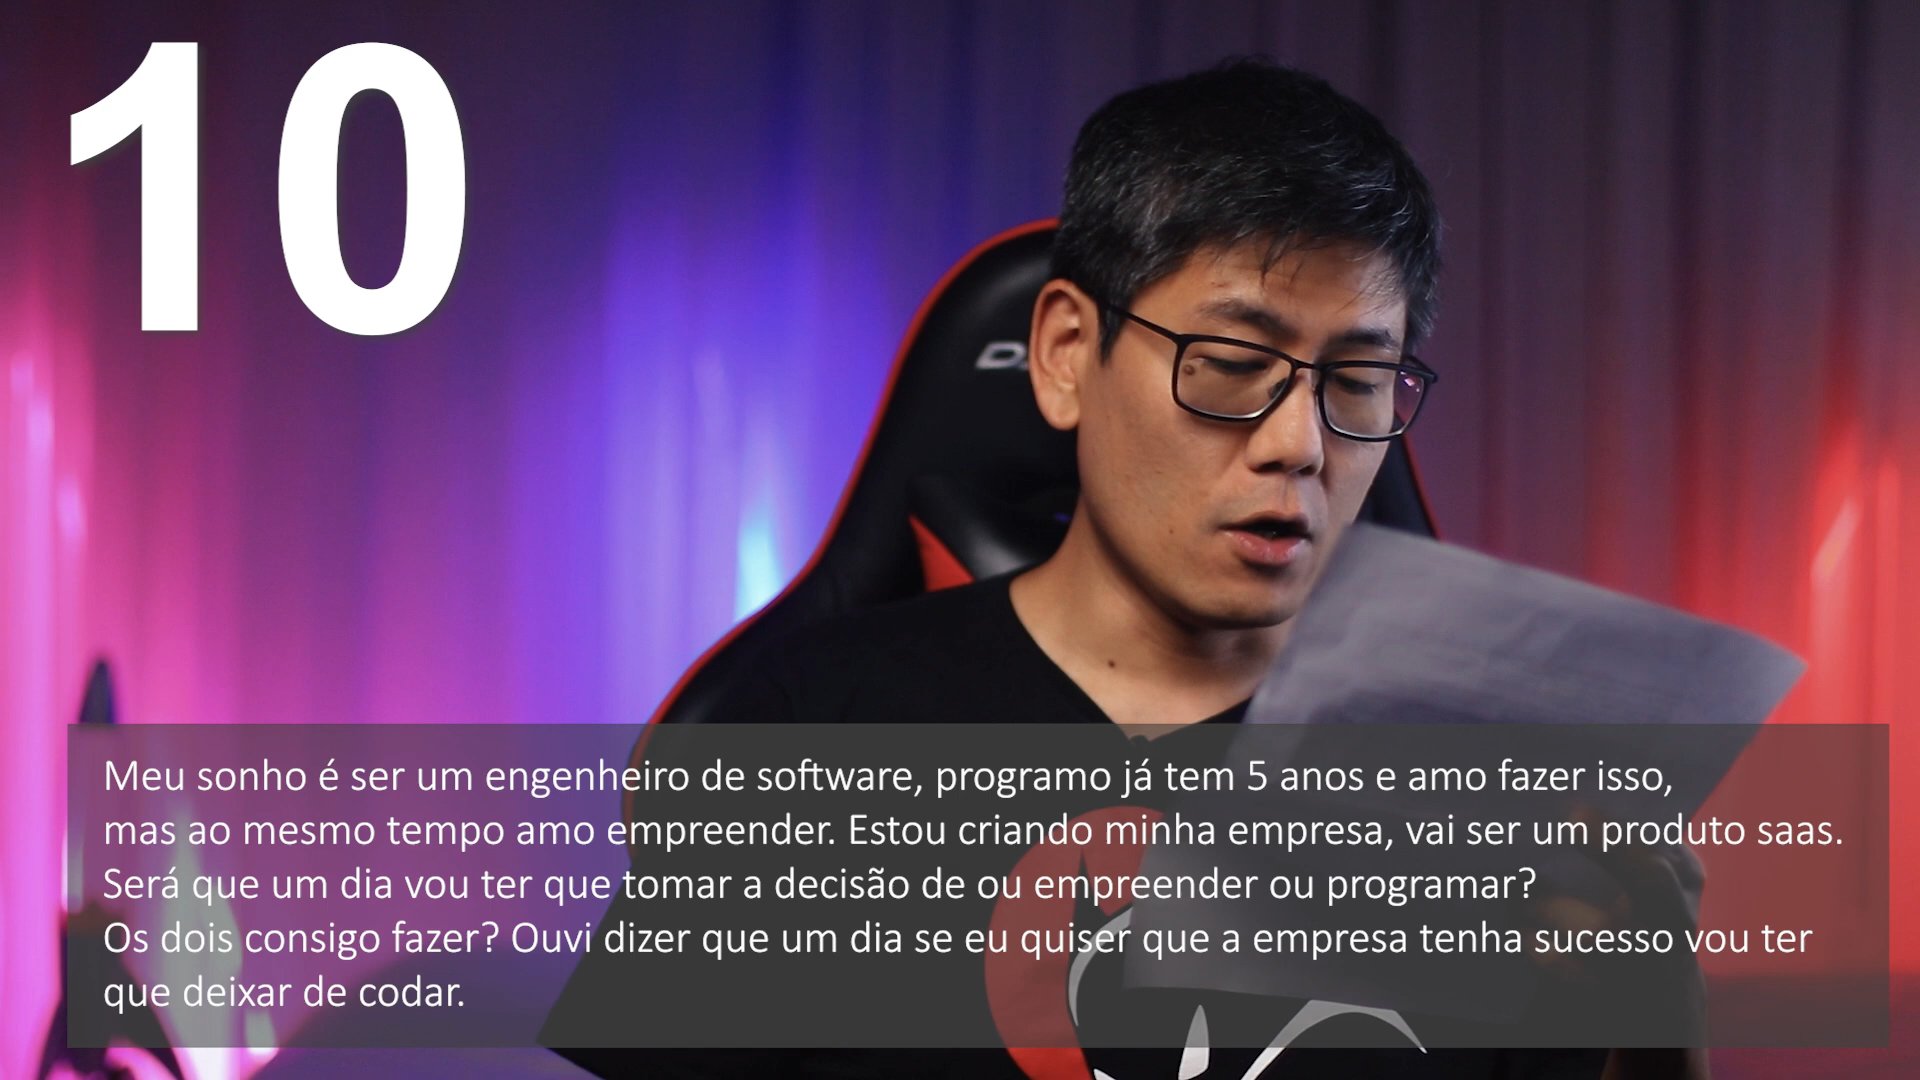 10
Meu sonho é ser um engenheiro de software, programo já tem 5 anos e amo fazer isso,
mas ao mesmo tempo amo empreender. Estou criando minha empresa, vai ser um produto saas.
Será que um dia vou ter que tomar a decisão de ou empreender ou programar?
Os dois consigo fazer? Ouvi dizer que um dia se eu quiser que a empresa tenha sucesso vou ter
que deixar de codar.